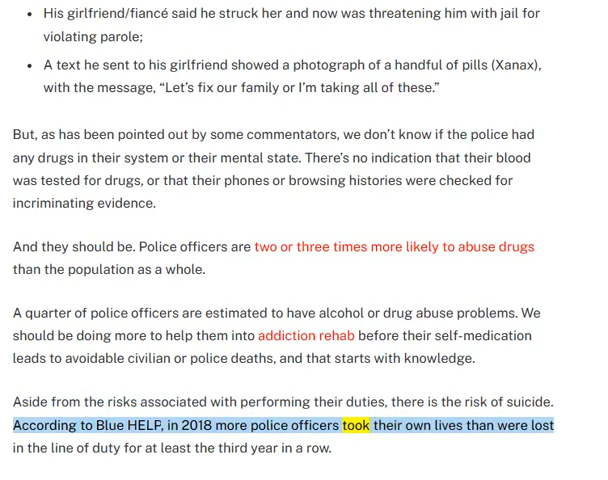 • His girlfriend/fiancé said he struck her and now was threatening him with jail for
violating parole;
• A text he sent to his girlfriend showed a photograph of a handful of pills (Xanax),
with the message, “Let’s fix our family or I’m taking all of these.”
But, as has been pointed out by some commentators, we don’t know if the police had
any drugs in their system or their mental state. There’s no indication that their blood
was tested for drugs, or that their phones or browsing histories were checked for
incriminating evidence.
And they should be. Police officers are two or three times more likely to abuse drugs
than the population as a whole.
A quarter of police officers are estimated to have alcohol or drug abuse problems. We
should be doing more to help them into addiction rehab before their self-medication
leads to avoidable civilian or police deaths, and that starts with knowledge.
Aside from the risks associated with performing their duties, there is the risk of suicide.
According to Blue HELP, in 2018 more police officers took their own lives than were lost
in the line of duty for at least the third year in a row.